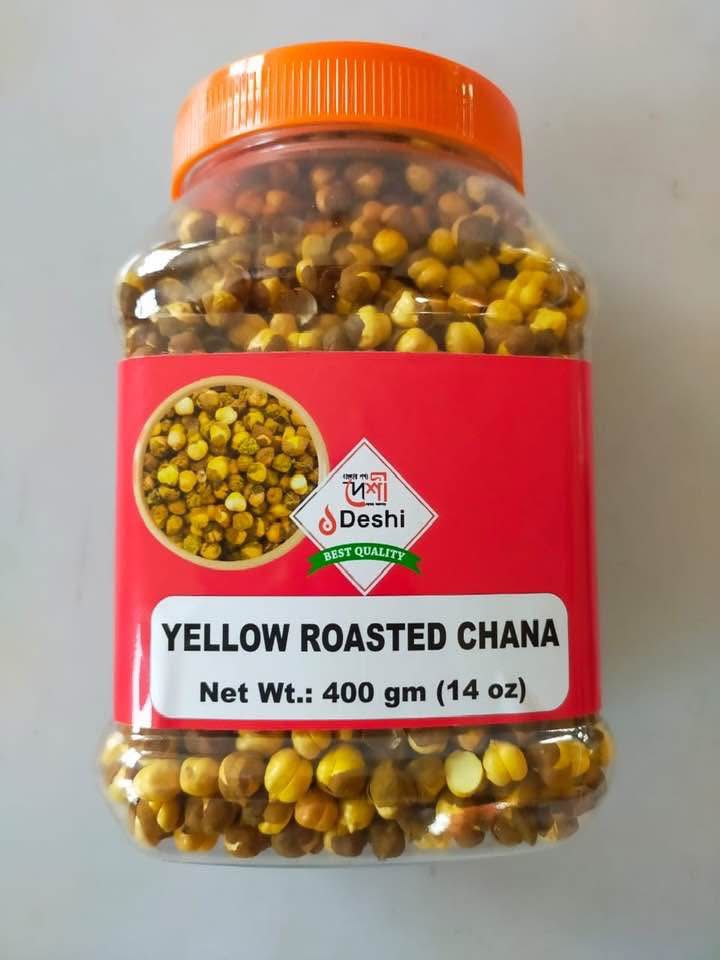 দেশী
Deshi
BEST QUALITY
YELLOW ROASTED CHANA
Net Wt.: 400 gm (14 oz)